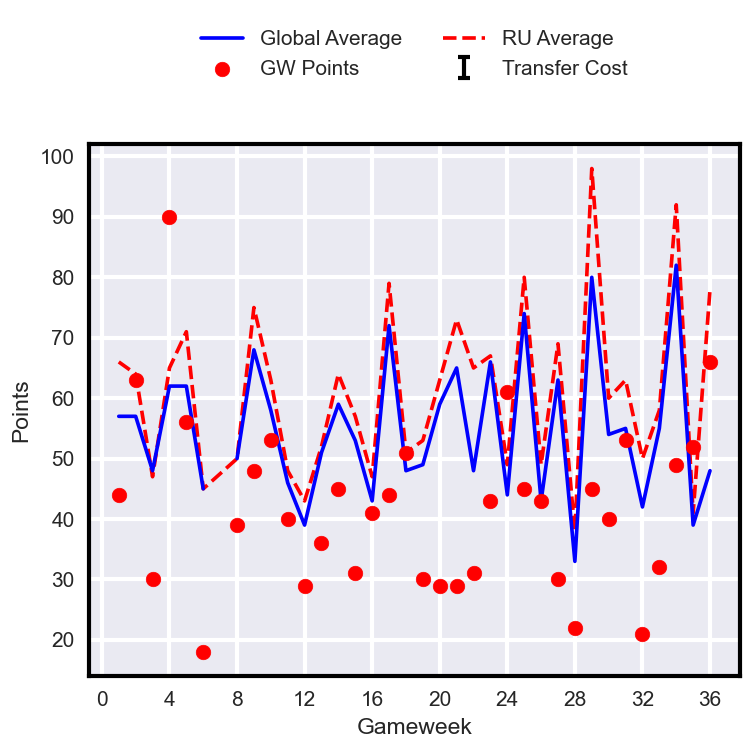 Global Average
RU Average
GW Points
Transfer Cost
100
90
80
70
60
50
40
30
20
Points
0 4 8 12 16 20 24 28 32 36
Gameweek